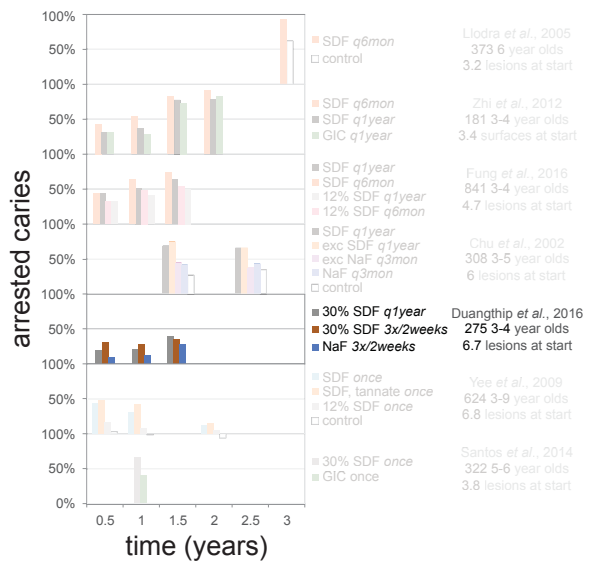 100%
50%
100%
50%
100%
50%
100%
50%
100%
50%
100%
50%
100%
50%
0%
arrested caries
0.5 1 1.5 2 2.5 3
time (years)
SDF q6mon
control
Llodra et al., 2005
373 6 year olds
3.2 lesions at start
SDF q6mon
SDF q1year
GIC q1year
Zhi et al., 2012
181 3-4 year olds
3.4 surfaces at start
SDF q1year
SDF q6mon
12% SDF q1year
12% SDF q6mon
Fung et al., 2016
841 3-4 year olds
4.7 lesions at start
SDF q1year
exc SDF q1year
exc NaF q3mon
NaF q3mon
control
Chu et al., 2002
308 3-5 year olds
6 lesions at start
30% SDF q1year
30% SDF 3x/2weeks
NaF 3x/2weeks
Duangthip et al., 2016
275 3-4 year olds
6.7 lesions at start
SDF once
SDF, tannate once
12% SDF once
control
Yee et al., 2009
624 3-9 year olds
6.8 lesions at start
30% SDF once
GIC once
Santos et al., 2014
322 5-6 year olds
3.8 lesions at start